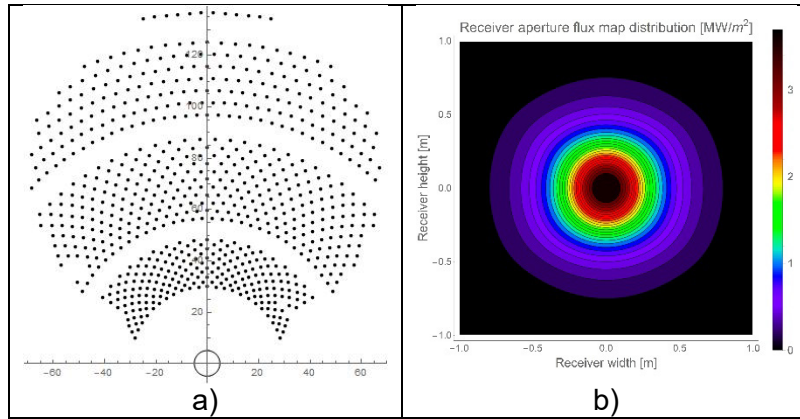 120
100
60
40
20
−60 −40 −20 20 40 60
a)
Receiver aperture flux map distribution [MW/m²]
1.0
0.5
0.0
−0.5
−1.0
Receiver height [m]
−1.0 −0.5 0.0 0.5 1.0
Receiver width [m]
3
2
1
0
b)